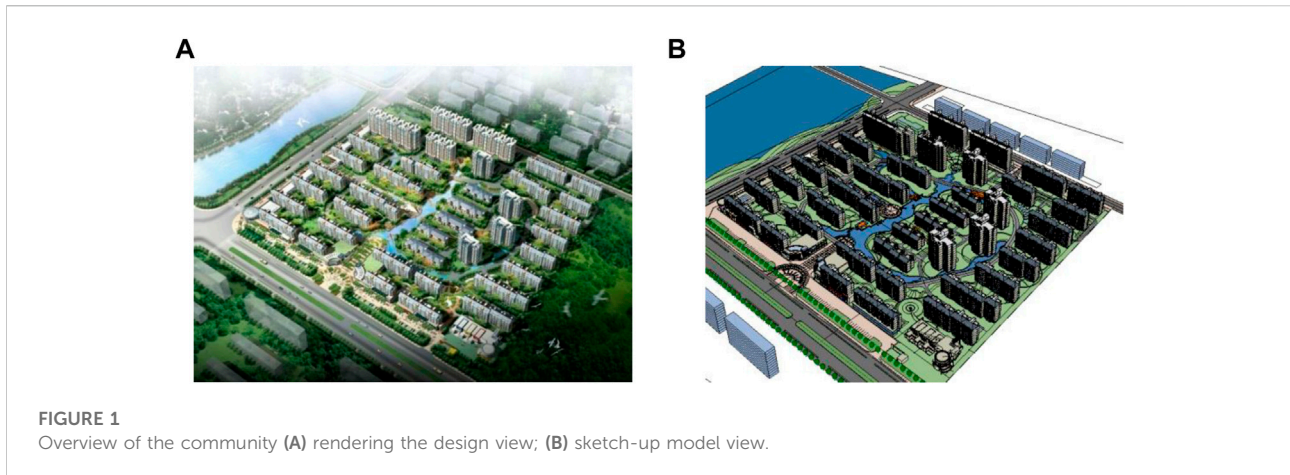 A
B
FIGURE 1
Overview of the community (A) rendering the design view; (B) sketch-up model view.